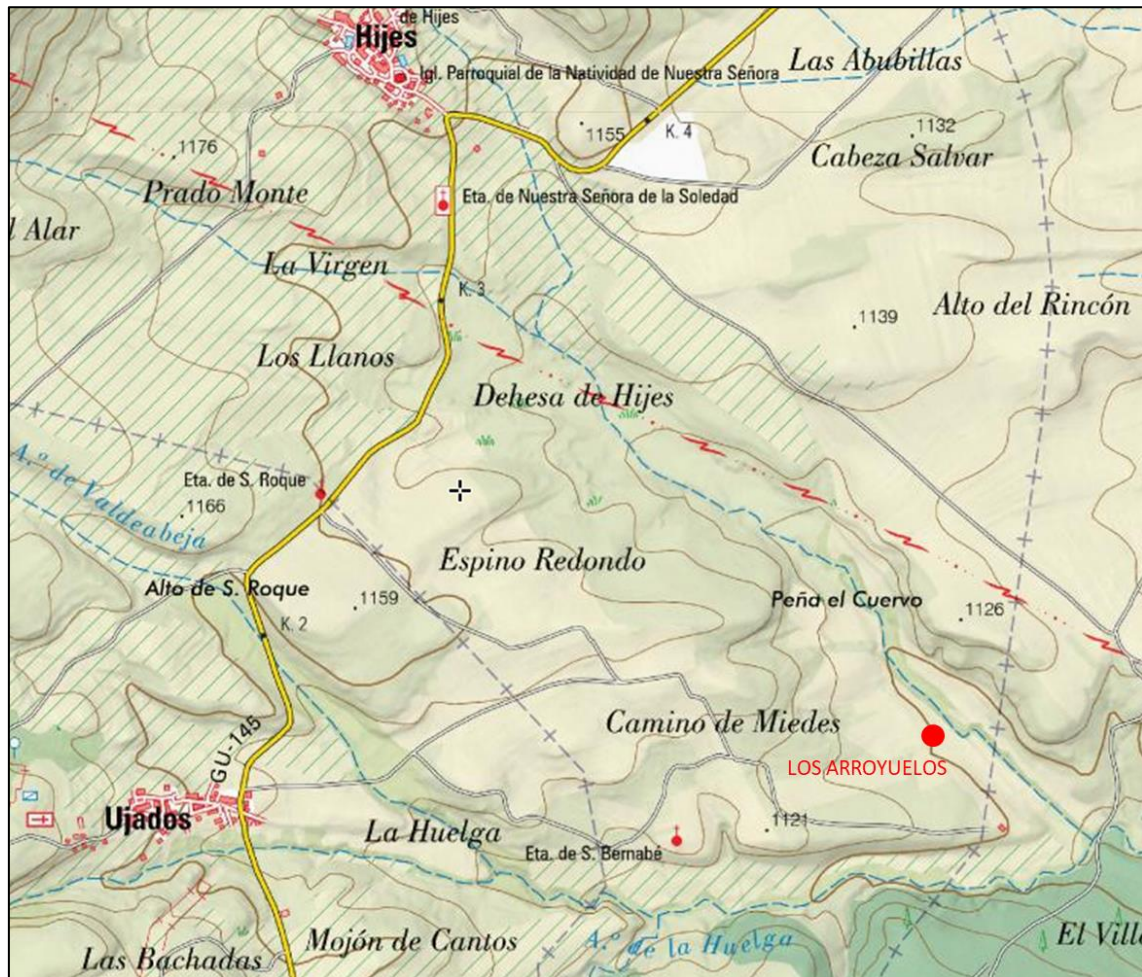 de Hijes
Hijes
Igl. Parroquial de la Natividad de Nuestra Señora
Las Abubillas
1155
K. 4
1132
Cabeza Salvar
1176
Prado Monte
Eta. de Nuestra Señora de la Soledad
l Alar
La Virgen
K. 3
Alto del Rincón
1139
Los Llanos
Dehesa de Hijes
A.º de Valdeabeja
Eta. de S. Roque
1166
Espino Redondo
Alto de S. Roque
1159
Peña el Cuervo
1126
K. 2
Camino de Miedes
GU-145
LOS ARROYUELOS
Ujados
La Huelga
1121
Eta. de S. Bernabé
Mojón de Cantos
A.º de la Huelga
El Vill
Las Bachadas